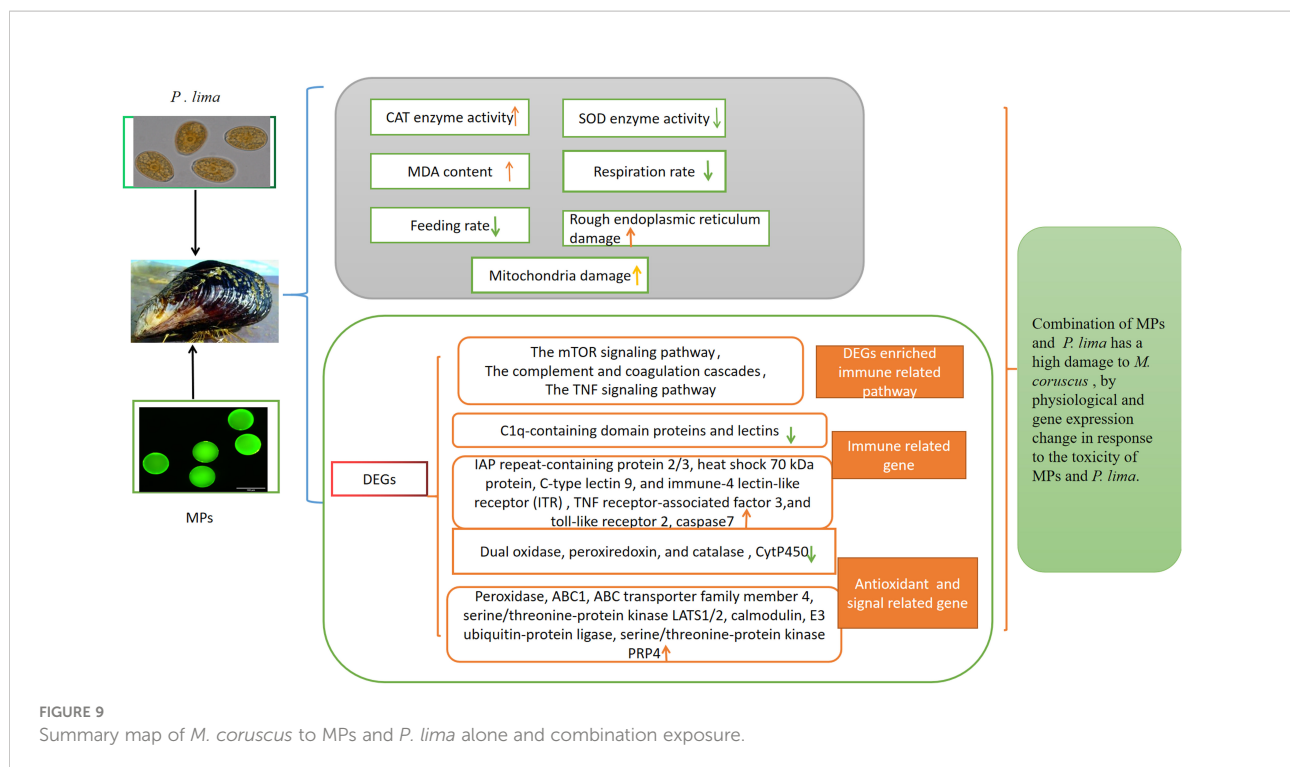 P . lima
MPs
CAT enzyme activity↑
SOD enzyme activity↓
MDA content ↑
Respiration rate ↓
Feeding rate↓
Rough endoplasmic reticulum
damage ↑
Mitochondria damage↑
DEGs
The mTOR signaling pathway ,
The complement and coagulation cascades ,
The TNF signaling pathway
DEGs enriched
immune related
pathway
C1q-containing domain proteins and lectins ↓
Immune related
gene
IAP repeat-containing protein 2/3, heat shock 70 kDa
protein, C-type lectin 9, and immune-4 lectin-like
receptor (ITR) , TNF receptor-associated factor 3,and
toll-like receptor 2, caspase7 ↑
Dual oxidase, peroxiredoxin, and catalase , CytP450↓
Antioxidant and
signal related gene
Peroxidase, ABC1, ABC transporter family member 4,
serine/threonine-protein kinase LATS1/2, calmodulin, E3
ubiquitin-protein ligase, serine/threonine-protein kinase
PRP4↑
Combination of MPs
and P. lima has a
high damage to M.
coruscus , by
physiological and
gene expression
change in response
to the toxicity of
MPs and P. lima.
FIGURE 9
Summary map of M. coruscus to MPs and P. lima alone and combination exposure.